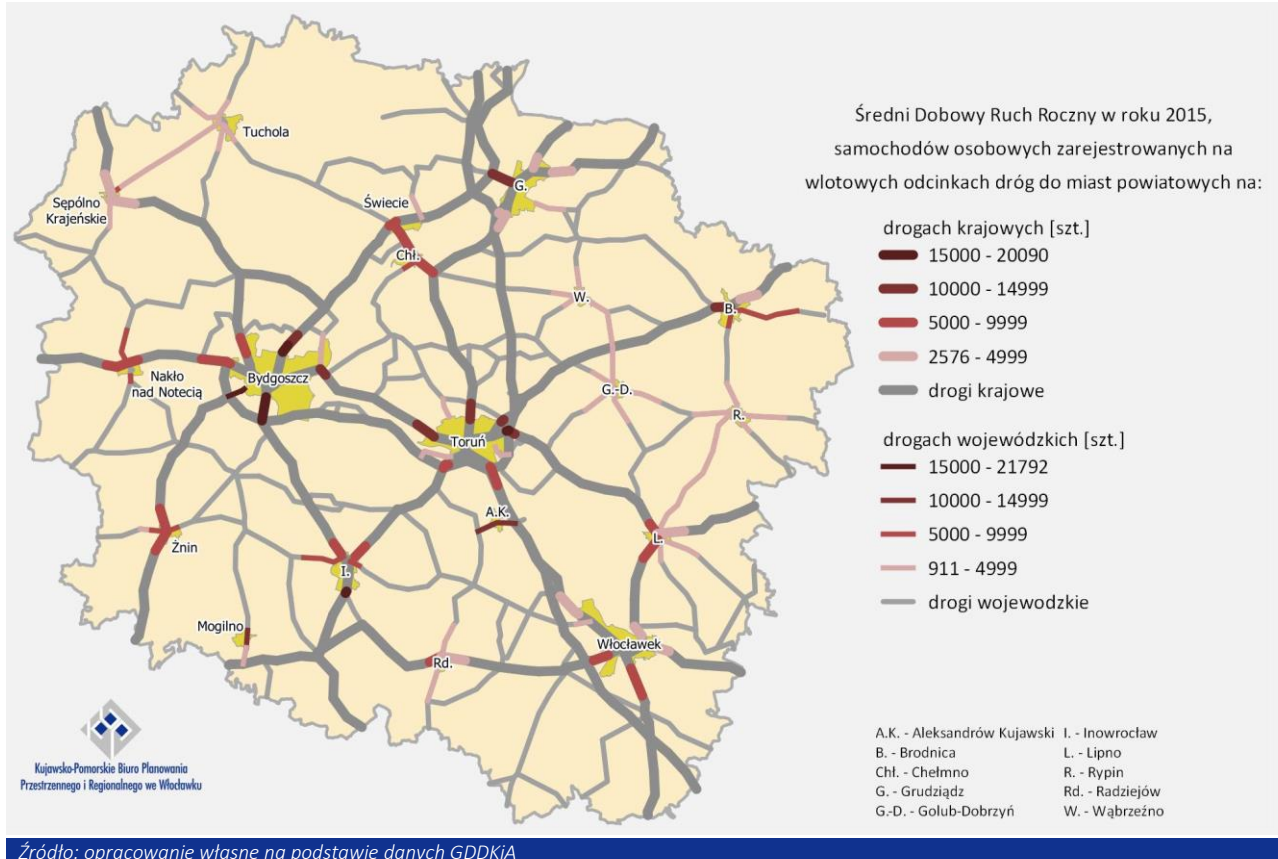 Średni Dobowy Ruch Roczny w roku 2015,
samochodów osobowych zarejestrowanych na
wlotowych odcinkach dróg do miast powiatowych na:
drogach krajowych [szt.]
15000 - 20090
10000 - 14999
5000 - 9999
2576 - 4999
drogi krajowe
drogach wojewódzkich [szt.]
15000 - 21792
10000 - 14999
5000 - 9999
911 - 4999
drogi wojewodzkie
Tuchola
Sępólno
Krajeńskie
Świecie
G.
Chł.
W.
B.
Nakło
nad Notecią
Bydgoszcz
G.-D.
R.
Toruń
A.K.
Żnin
I.
L.
Mogilno
Rd.
Włocławek
Kujawsko-Pomorskie Biuro Planowania
Przestrzennego i Regionalnego we Włocławku
A.K. - Aleksandrów Kujawski
B. - Brodnica
Chł. - Chełmno
G. - Grudziądz
G.-D. - Golub-Dobrzyń
I. - Inowrocław
L. - Lipno
R. - Rypin
Rd. - Radziejów
W. - Wąbrzeźno
Źródło: opracowanie własne na podstawie danych GDDKiA